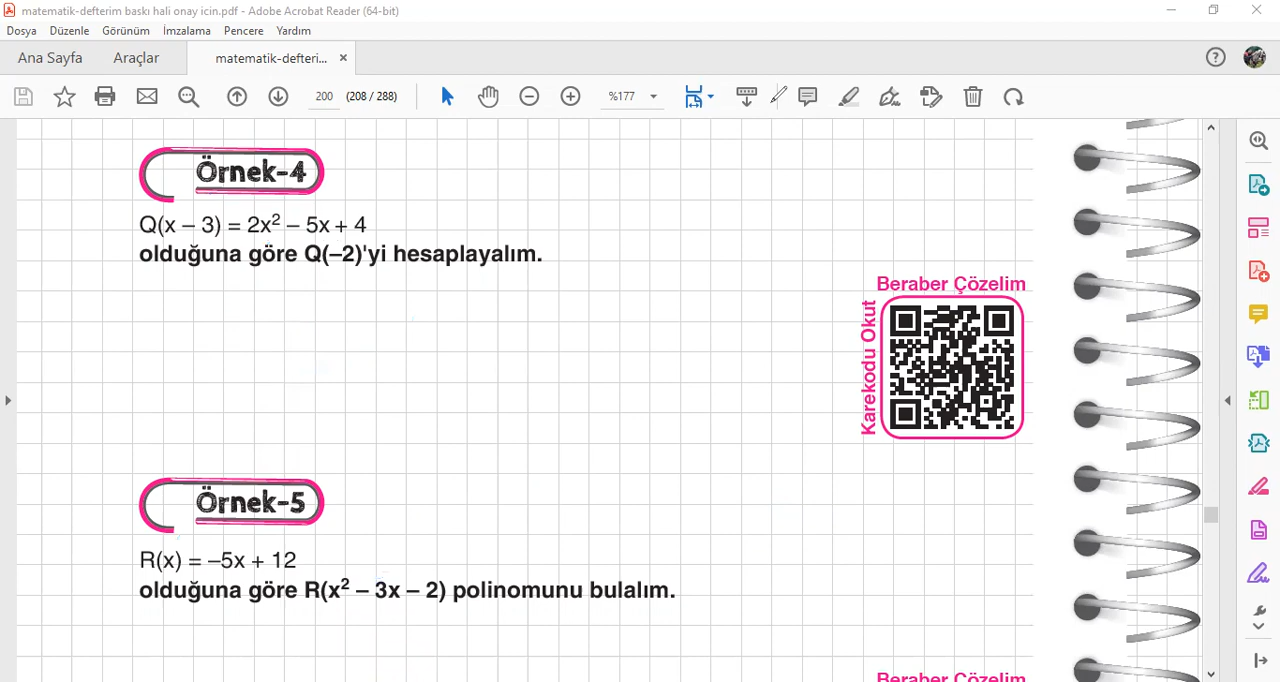 matematik-defterim baskı hali onay icin.pdf - Adobe Acrobat Reader (64-bit)
Dosya Düzenle Görünüm İmzalama Pencere Yardım
Ana Sayfa Araçlar matematik-defteri... ×
200 (208 / 288) %177
Örnek-4
Q(x – 3) = 2x² – 5x + 4
olduğuna göre Q(–2)'yi hesaplayalım.
Beraber Çözelim
Karekodu Okut
Örnek-5
R(x) = –5x + 12
olduğuna göre R(x² – 3x – 2) polinomunu bulalım.
Beraber Çözelim